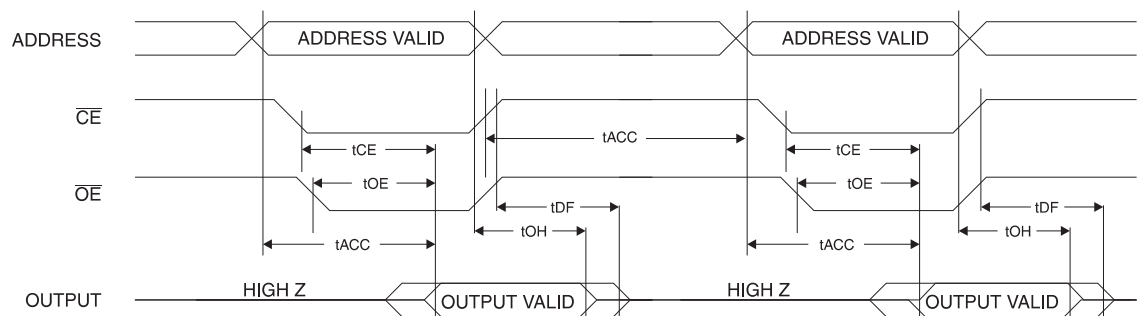 ADDRESS
ADDRESS VALID
ADDRESS VALID
CE
tACC
tCE
tCE
OE
tOE
tOE
tDF
tDF
tACC
tOH
tACC
tOH
OUTPUT
HIGH Z
OUTPUT VALID
HIGH Z
OUTPUT VALID